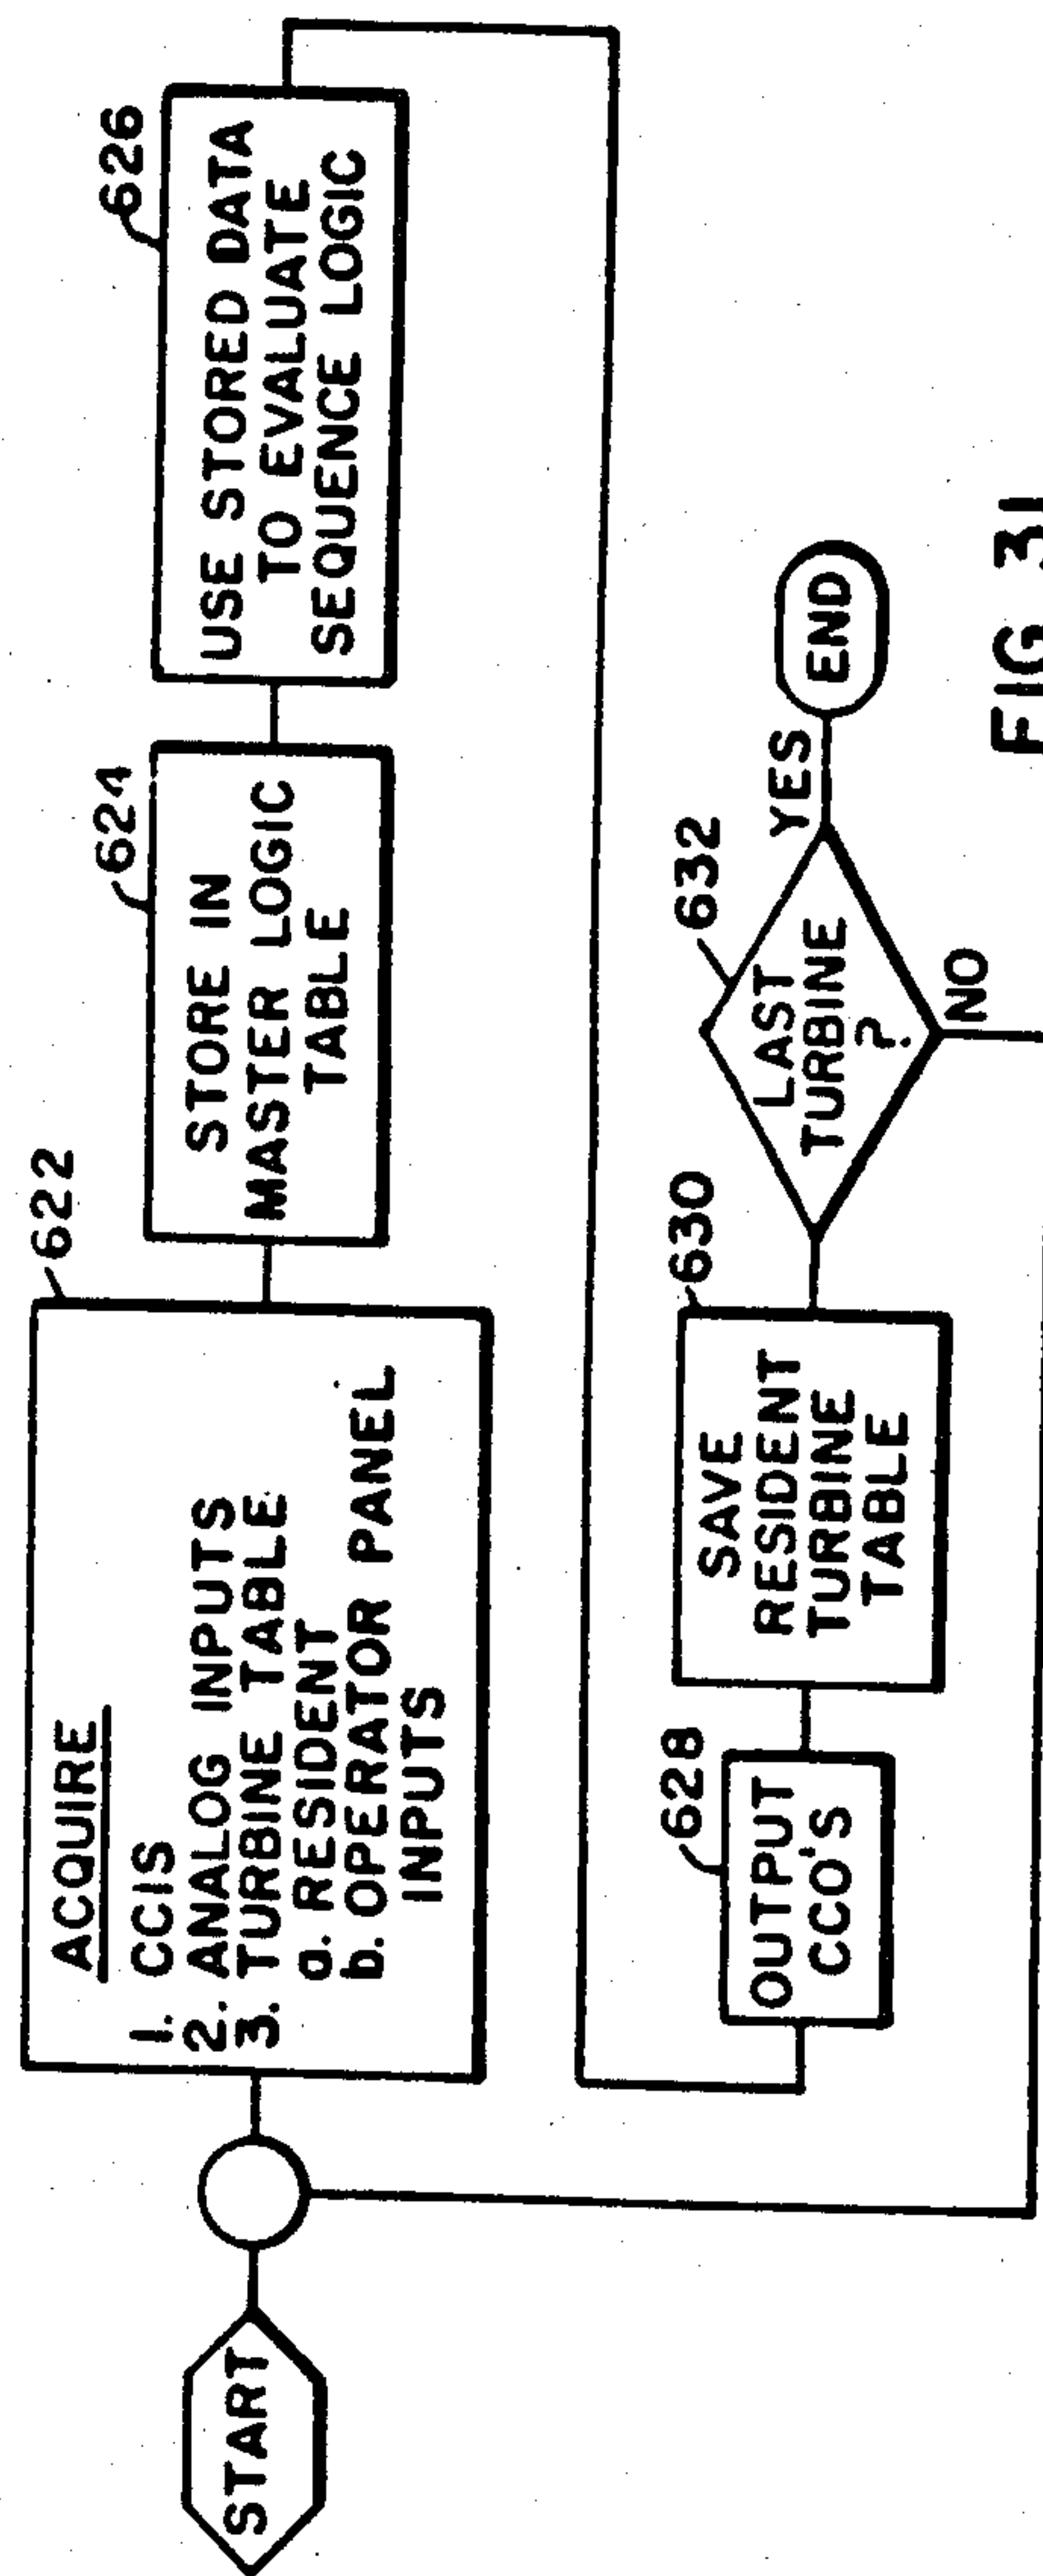 START
622
ACQUIRE
1. CCIS
2. ANALOG INPUTS
3. TURBINE TABLE
a. RESIDENT
b. OPERATOR PANEL
INPUTS
624
STORE IN
MASTER LOGIC
TABLE
626
USE STORED DATA
TO EVALUATE
SEQUENCE LOGIC
628
OUTPUT
CCO'S
630
SAVE
RESIDENT
TURBINE
TABLE
632
LAST
TURBINE
?
YES
END
NO
FIG. 31